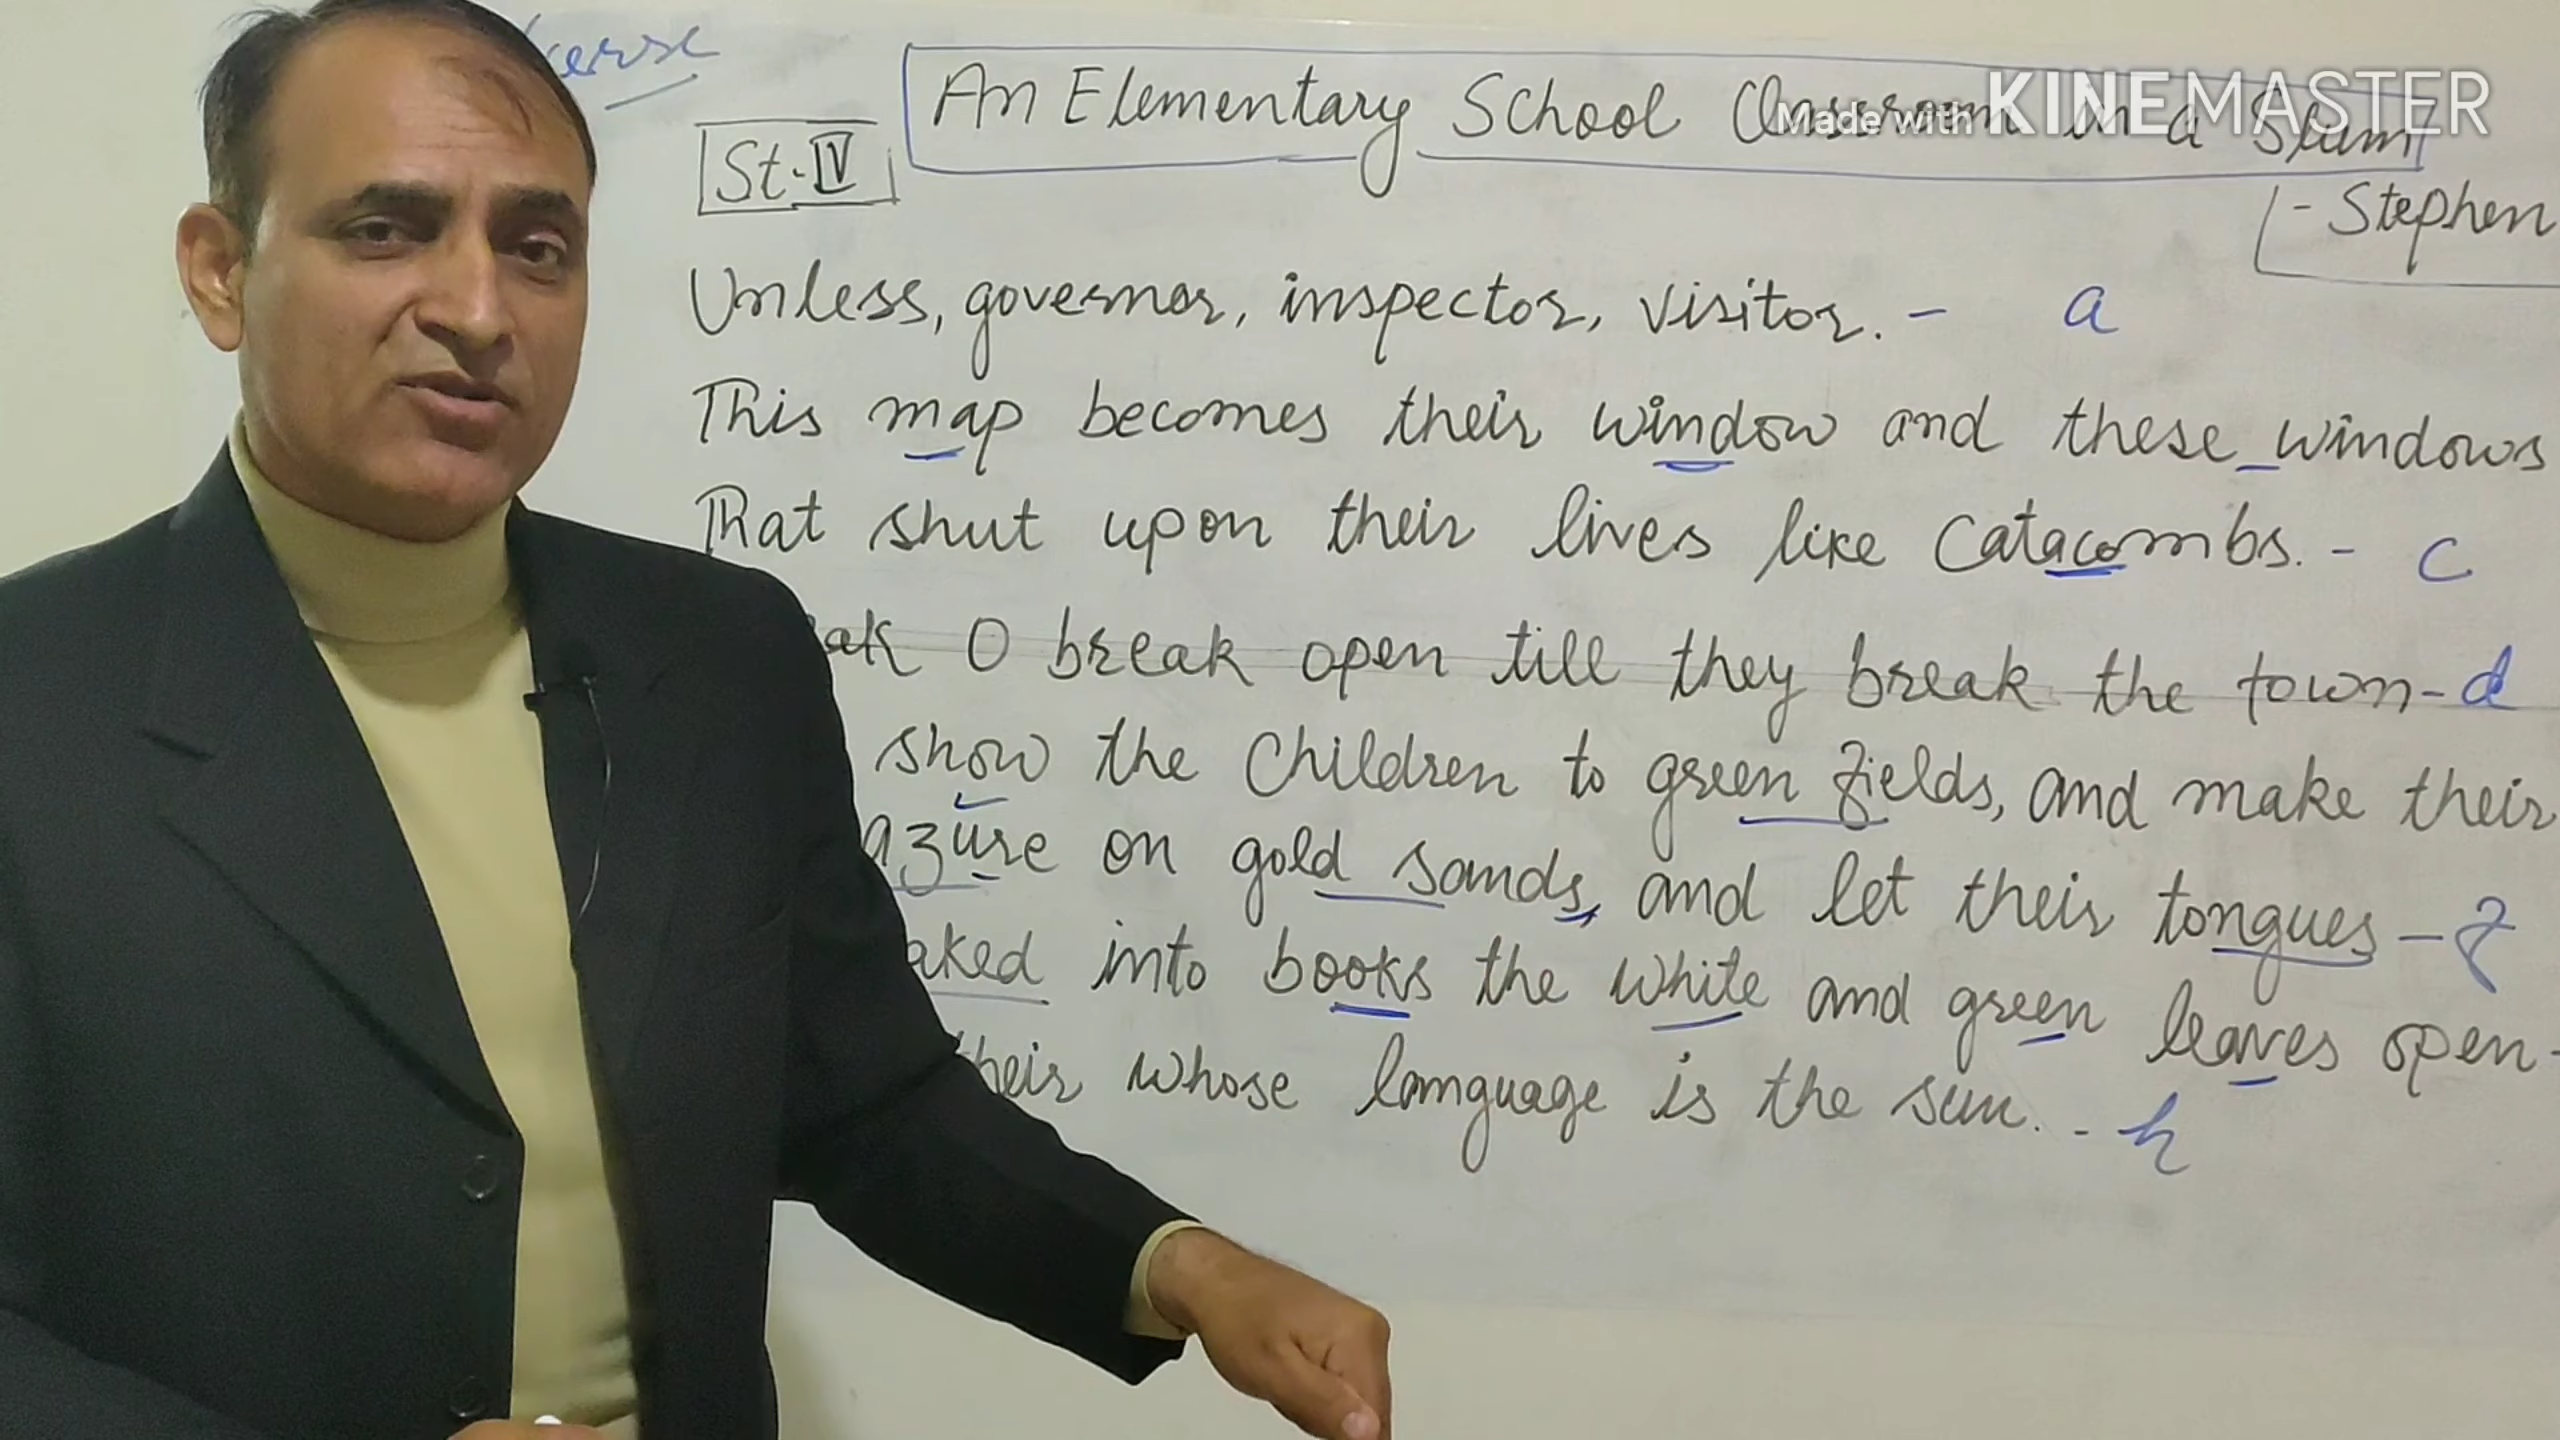 verse
An Elementary School Classroom in a Slum
Made with KINEMASTER
St. IV
- Stephen
Unless, governor, inspector, visitor. - a
This map becomes their window and these windows
That shut upon their lives like catacombs. - c
ak O break open till they break the town - d
show the children to green fields, and make their
azure on gold sands, and let their tongues - f
aked into books the white and green leaves open -
their whose language is the sun. - h